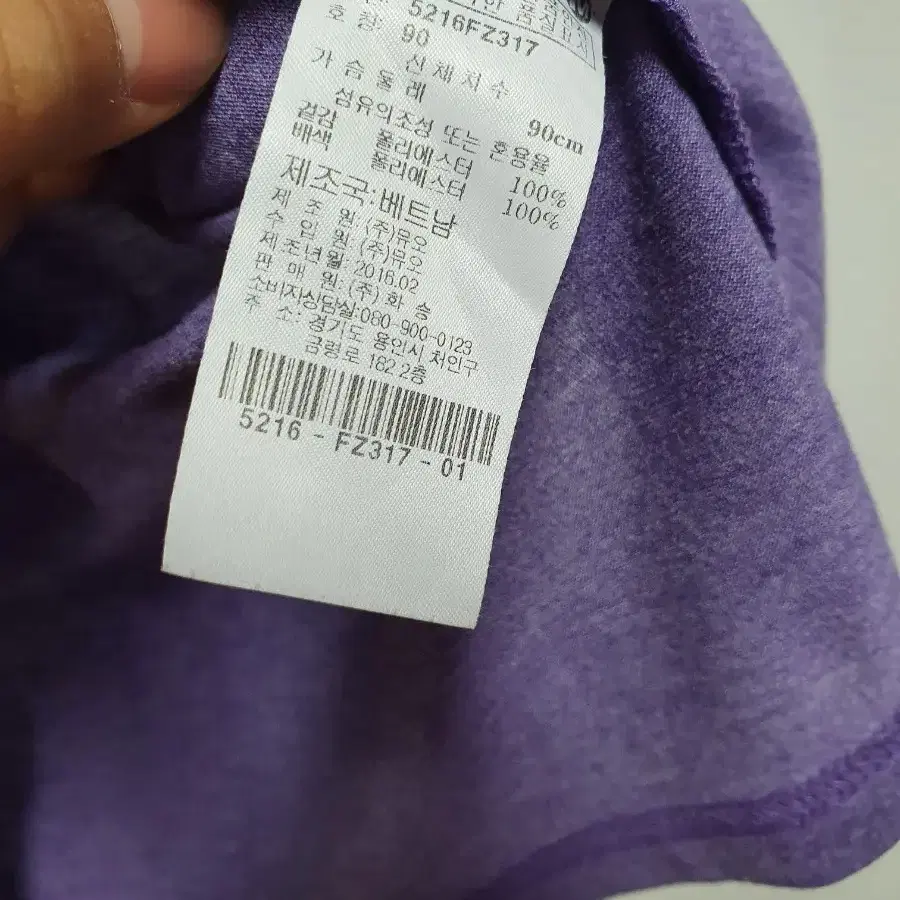 5216FZ317
호칭 90
신체치수
가슴둘레 90cm
섬유의조성 또는 혼용율
겉감 폴리에스터 100%
배색 폴리에스터 100%
제조국:베트남
제 조 원:(주)뮤오
수 입 원:(주)뮤오
제조년월:2016.02
판 매 원:(주)화 승
소비자상담실:080-900-0123
주 소:경기도 용인시 처인구
금령로 182 2층
5216 - FZ317 - 01